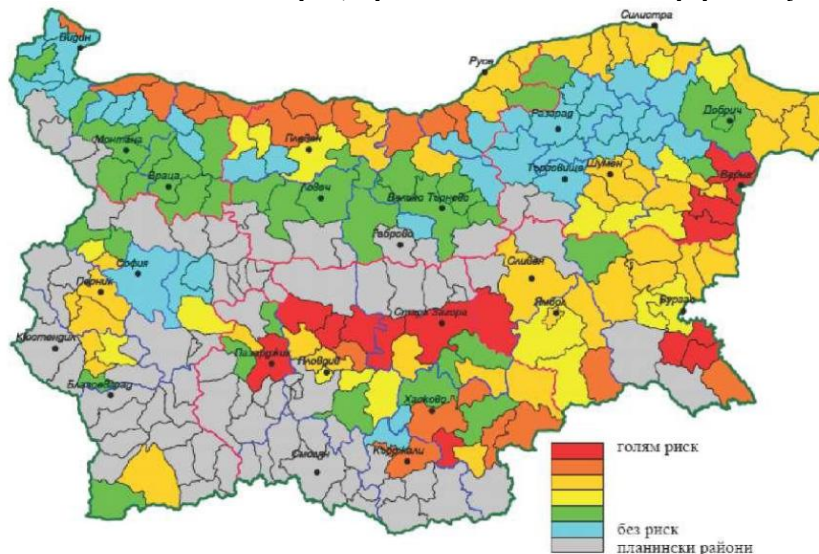 Силистра
Видин
Русе
Добрич
Разград
Монтана
Плевен
Търговище
Шумен
Варна
Враца
Ловеч
Велико Търново
Габрово
София
Сливен
Перник
Бургас
Ямбол
Стара Загора
Кюстендил
Пазарджик
Пловдив
Благоевград
Хасково
Смолян
Кърджали
голям риск
без риск
планински райони